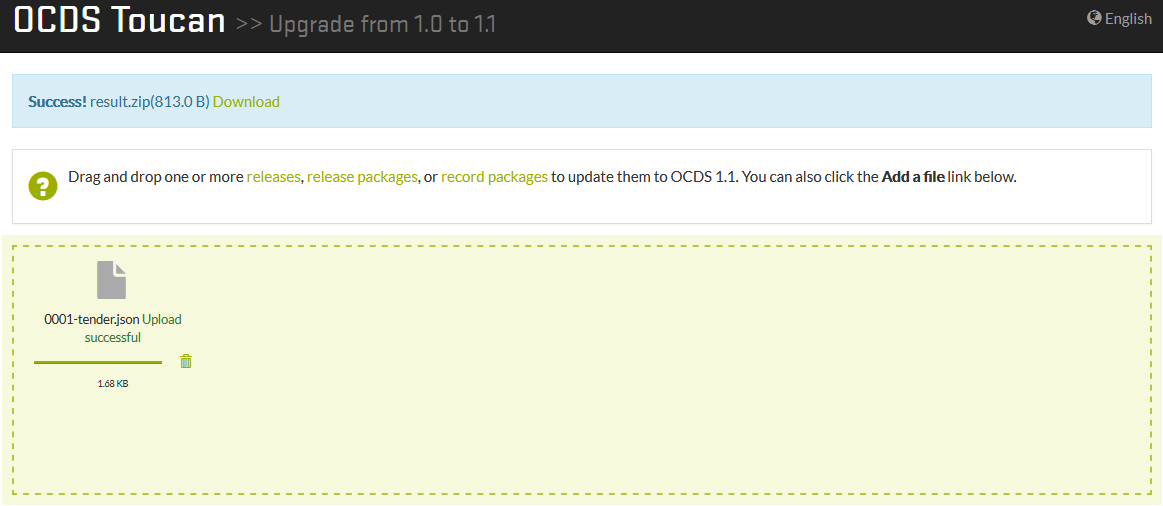 OCDS Toucan >> Upgrade from 1.0 to 1.1
English
Success! result.zip(813.0 B) Download
? Drag and drop one or more releases, release packages, or record packages to update them to OCDS 1.1. You can also click the Add a file link below.
0001-tender.json Upload
successful
1.68 KB